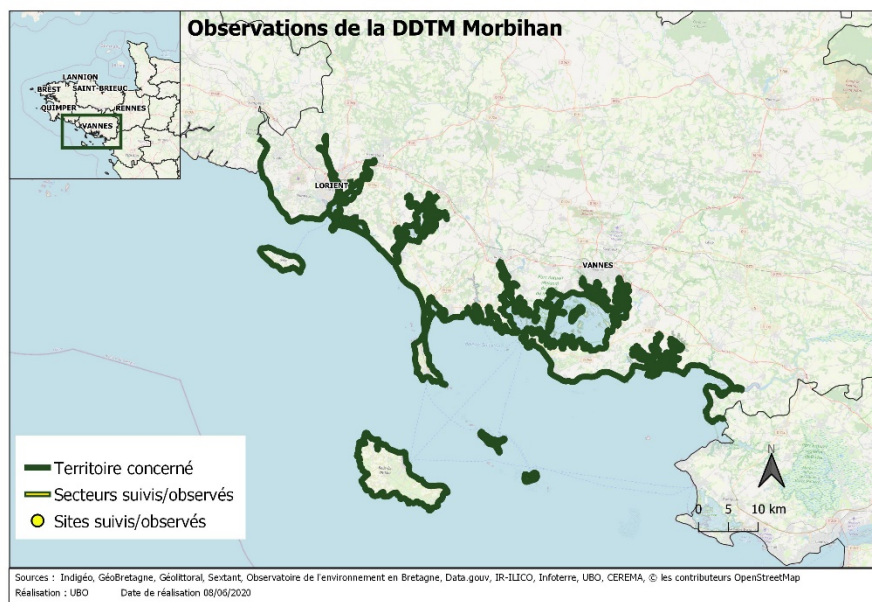 Observations de la DDTM Morbihan
LANNION
BREST
SAINT-BRIEUC
QUIMPER
RENNES
VANNES
LORIENT
VANNES
Territoire concerné
Secteurs suivis/observés
Sites suivis/observés
N
0 5 10 km
Sources : Indigéo, GéoBretagne, Géolittoral, Sextant, Observatoire de l'environnement en Bretagne, Data.gouv, IR-ILICO, Infoterre, UBO, CEREMA, © les contributeurs OpenStreetMap
Réalisation : UBO Date de réalisation 08/06/2020